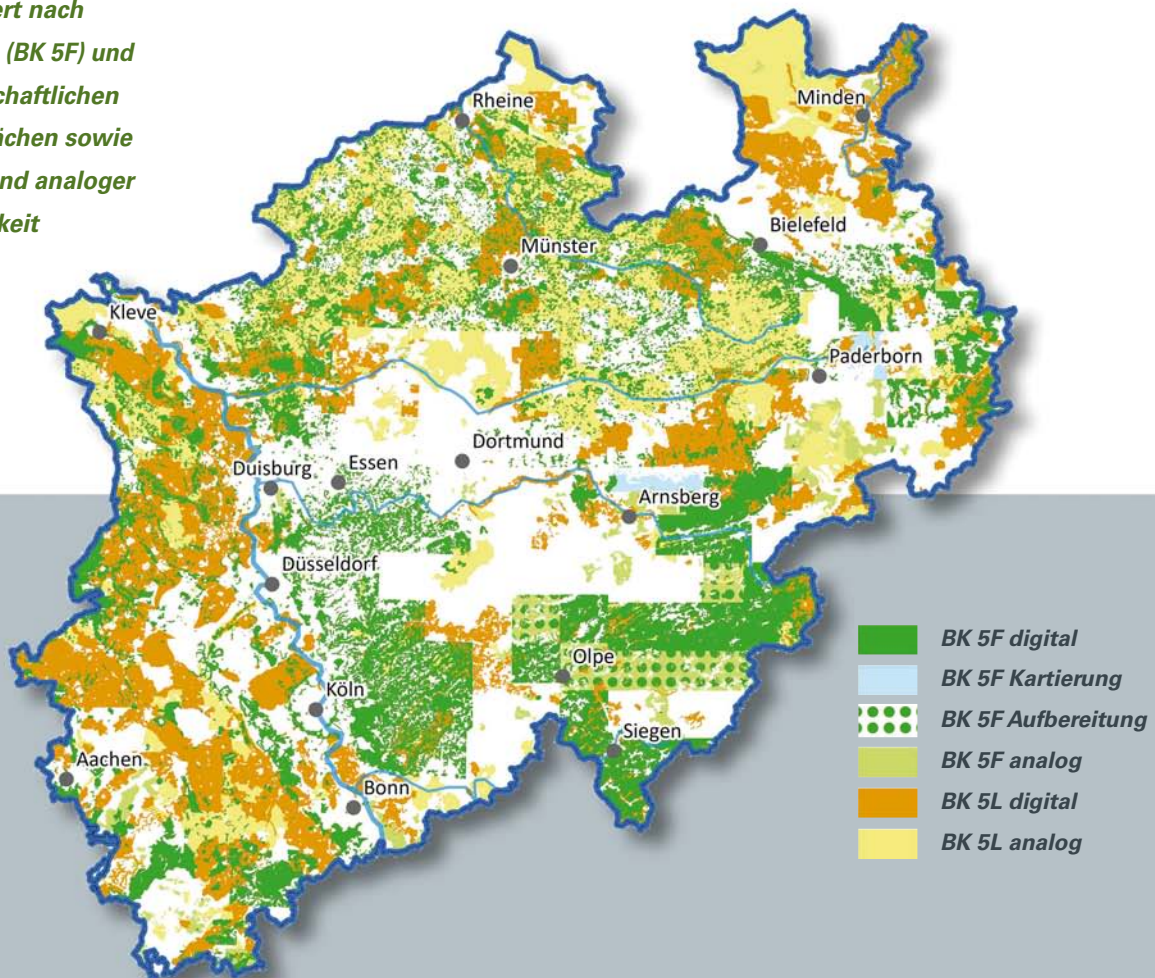 ert nach
(BK 5F) und
chaftlichen
ächen sowie
nd analoger
keit
Rheine
Minden
Bielefeld
Münster
Kleve
Paderborn
Dortmund
Essen
Duisburg
Arnsberg
Düsseldorf
Olpe
Köln
Siegen
Aachen
Bonn
BK 5F digital
BK 5F Kartierung
BK 5F Aufbereitung
BK 5F analog
BK 5L digital
BK 5L analog